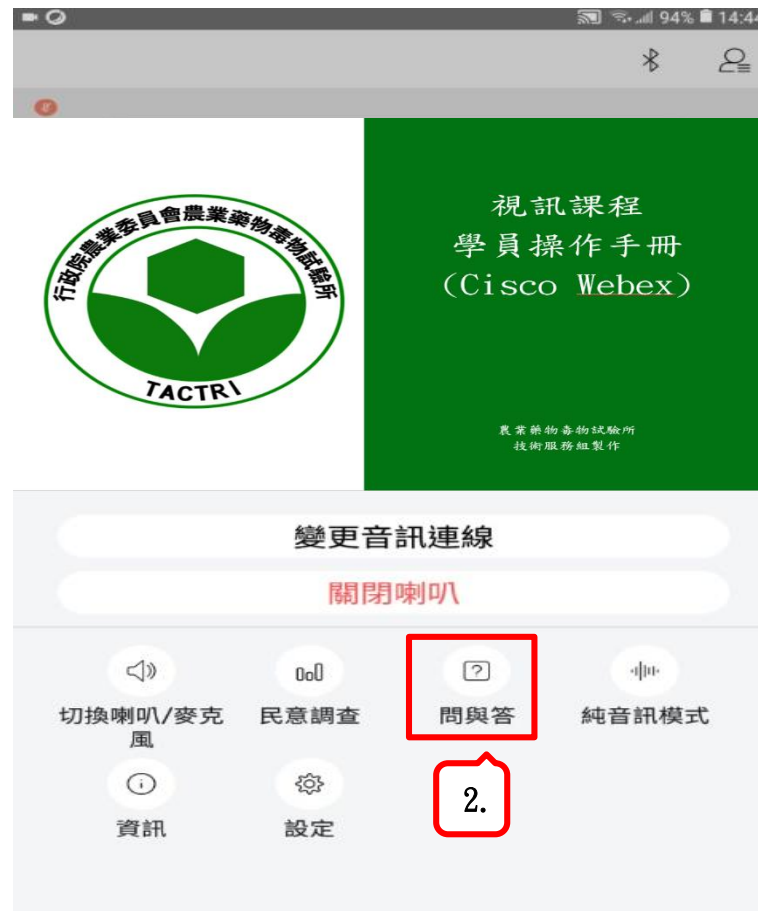 94% 14:44
行政院農業委員會農業藥物毒物試驗所
TACTRI
視訊課程
學員操作手冊
(Cisco Webex)
農業藥物毒物試驗所
技術服務組製作
變更音訊連線
關閉喇叭
切換喇叭/麥克
風
民意調查
問與答
純音訊模式
2.
資訊
設定